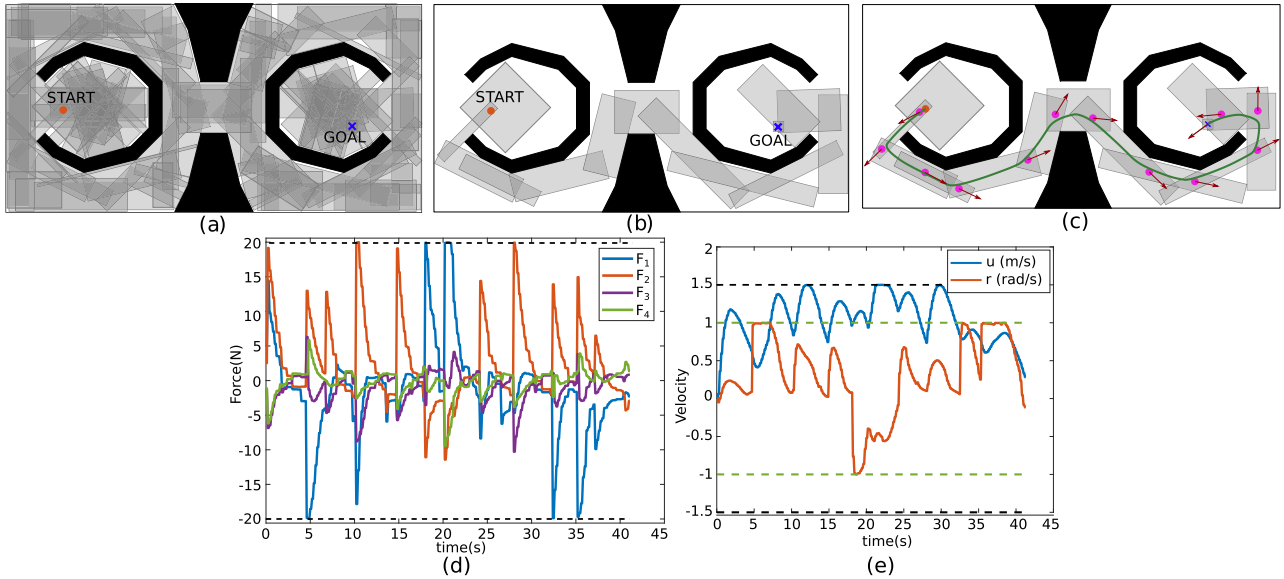 START
GOAL
(a)
START
GOAL
(b)
(c)
20
15
10
5
0
-5
-10
-15
-20
Force(N)
0 5 10 15 20 25 30 35 40 45
time(s)
F1
F2
F3
F4
(d)
2
1.5
1
0.5
0
-0.5
-1
-1.5
Velocity
0 5 10 15 20 25 30 35 40 45
time(s)
u (m/s)
r (rad/s)
(e)